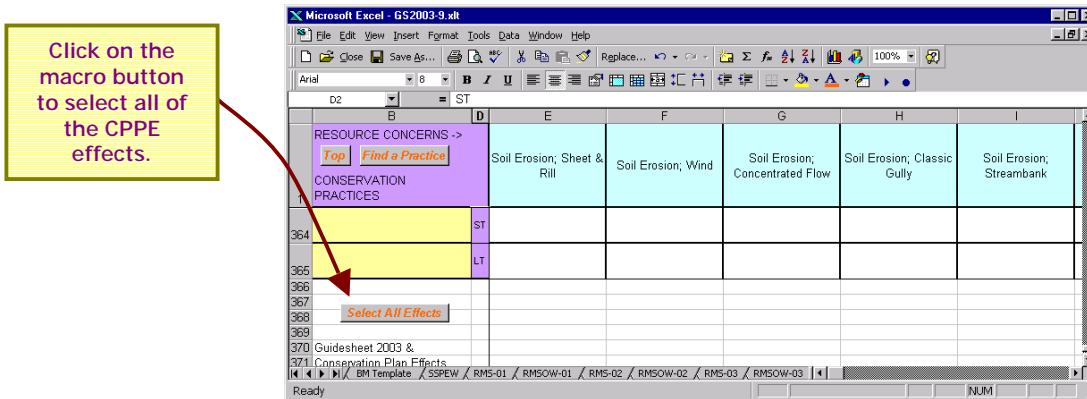 Click on the
macro button
to select all of
the CPPE
effects.
Microsoft Excel - GS2003-9.xlt
File Edit View Insert Format Tools Data Window Help
Close Save As... Replace... 100%
Arial 8 B I U
D2 = ST
B D E F G H I
1
RESOURCE CONCERNS ->
Top Find a Practice
CONSERVATION
PRACTICES
Soil Erosion; Sheet &
Rill
Soil Erosion; Wind
Soil Erosion;
Concentrated Flow
Soil Erosion; Classic
Gully
Soil Erosion;
Streambank
364 ST
365 LT
366
367
368 Select All Effects
369
370 Guidesheet 2003 &
371 Conservation Plan Effects
BM Template SSPEW RMS-01 RMSOW-01 RMS-02 RMSOW-02 RMS-03 RMSOW-03
Ready NUM